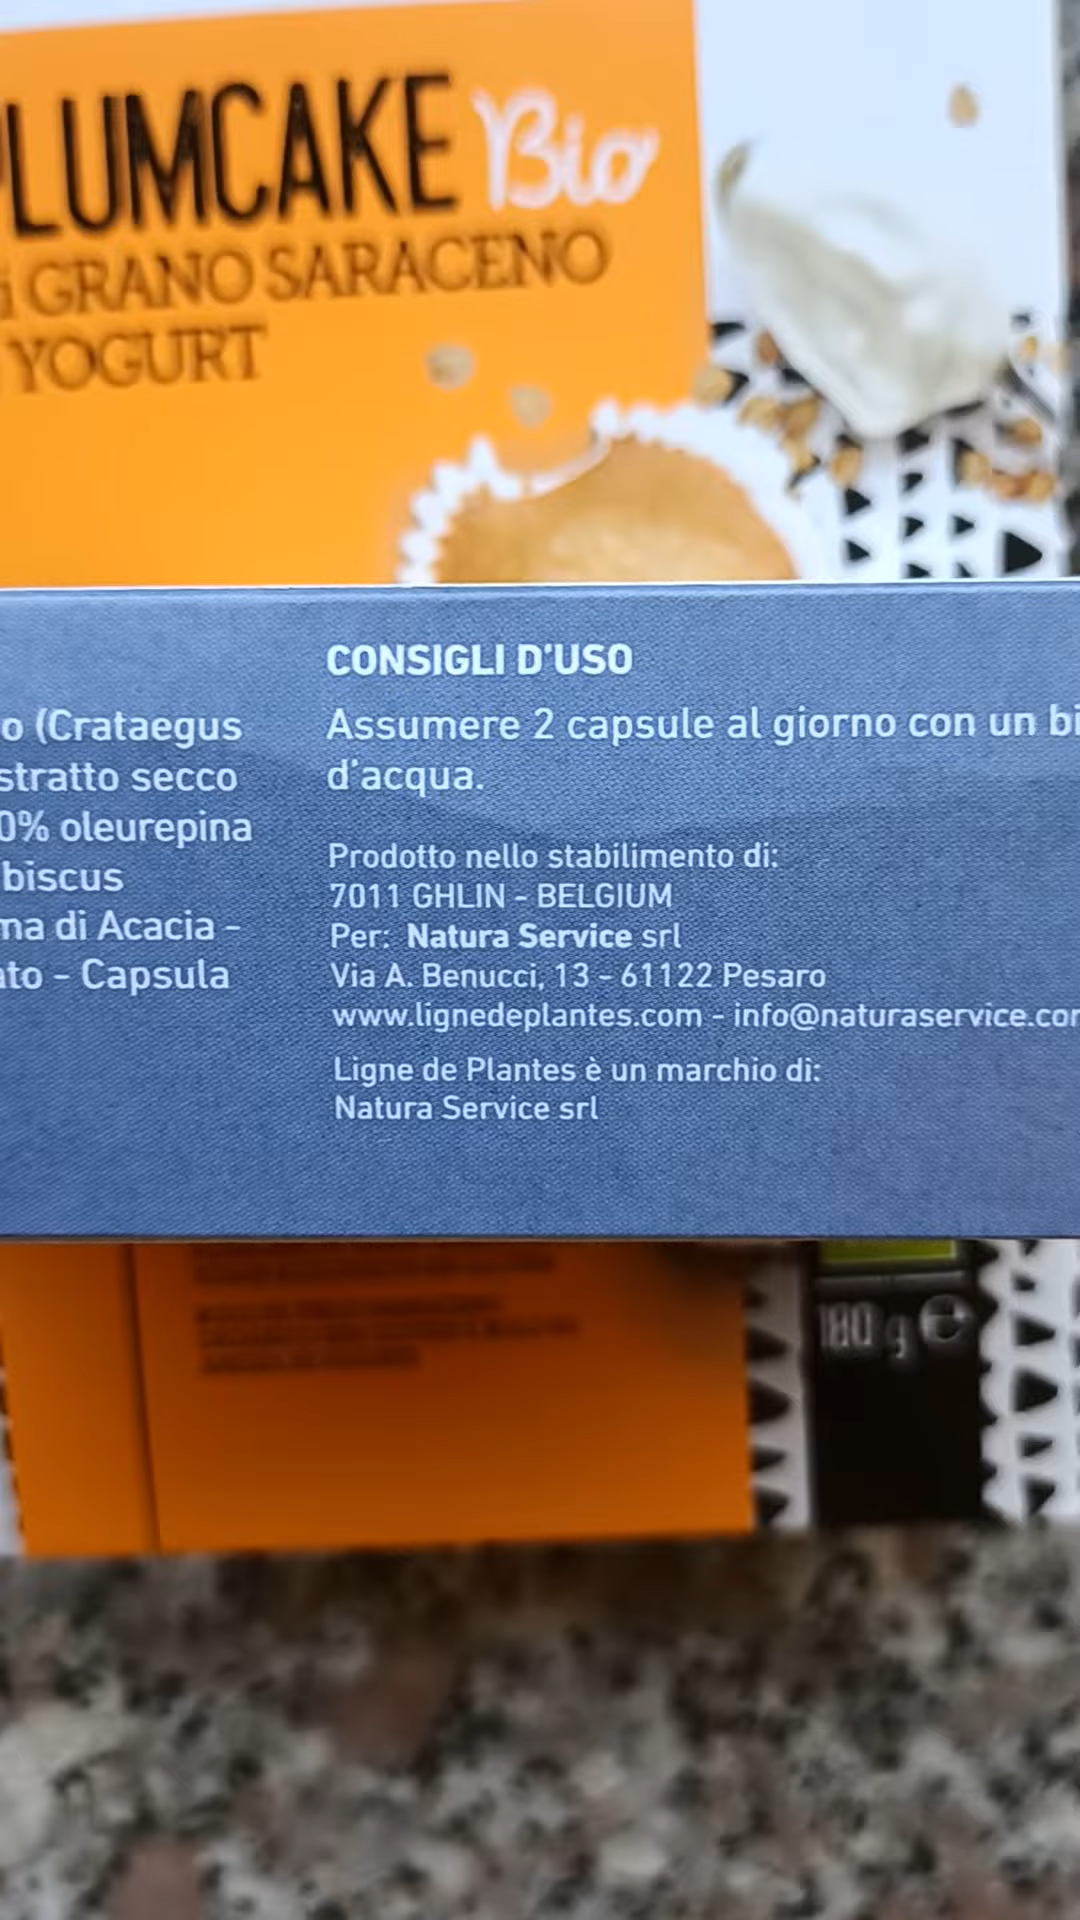 PLUMCAKE Bio
di GRANO SARACENO
YOGURT
CONSIGLI D'USO
Assumere 2 capsule al giorno con un bi
d'acqua.
o (Crataegus
stratto secco
0% oleurepina
biscus
ma di Acacia -
ato - Capsula
Prodotto nello stabilimento di:
7011 GHLIN - BELGIUM
Per: Natura Service srl
Via A. Benucci, 13 - 61122 Pesaro
www.lignedeplantes.com - info@naturaservice.com
Ligne de Plantes è un marchio di:
Natura Service srl
180 g e